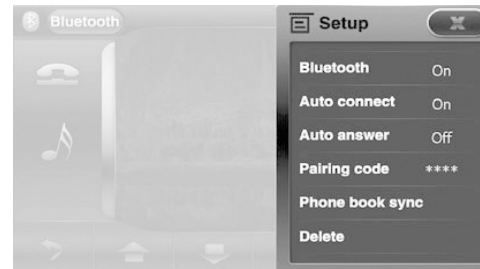 Bluetooth
Setup
Bluetooth On
Auto connect On
Auto answer Off
Pairing code ****
Phone book sync
Delete